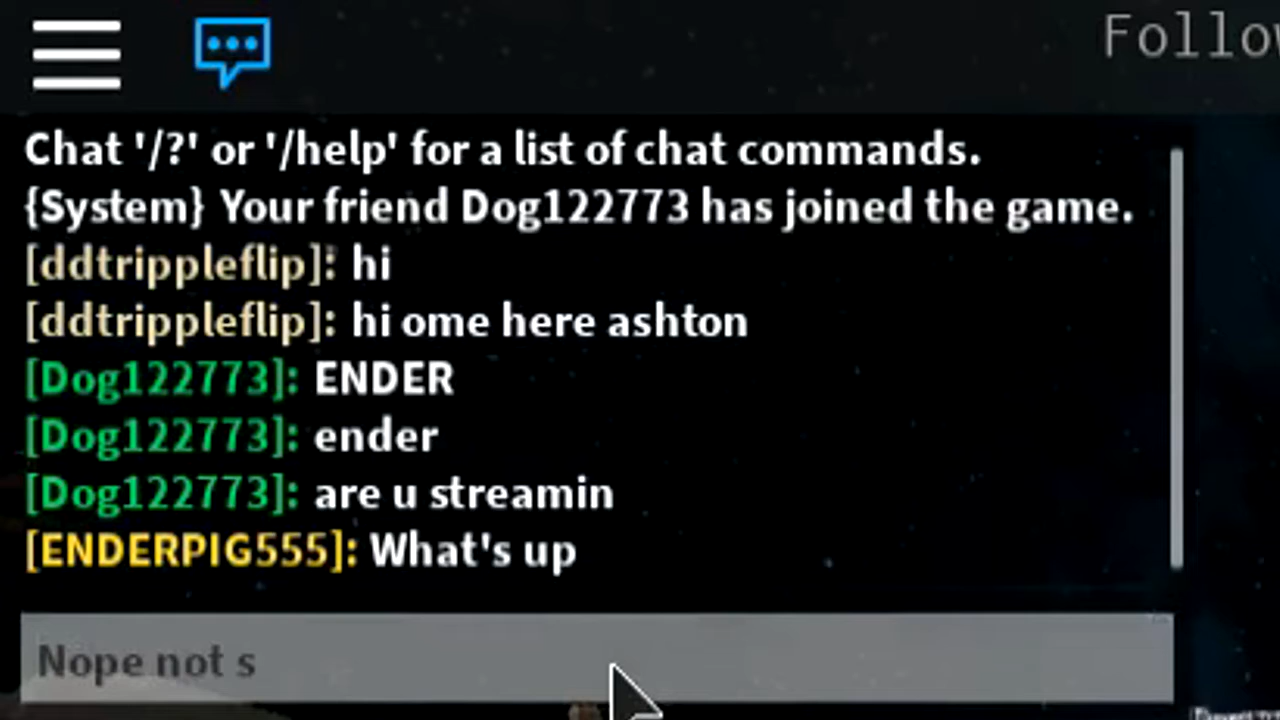 Follow
Chat '/?' or '/help' for a list of chat commands.
{System} Your friend Dog122773 has joined the game.
[ddtrippleflip]: hi
[ddtrippleflip]: hi ome here ashton
[Dog122773]: ENDER
[Dog122773]: ender
[Dog122773]: are u streamin
[ENDERPIG555]: What's up
Nope not s